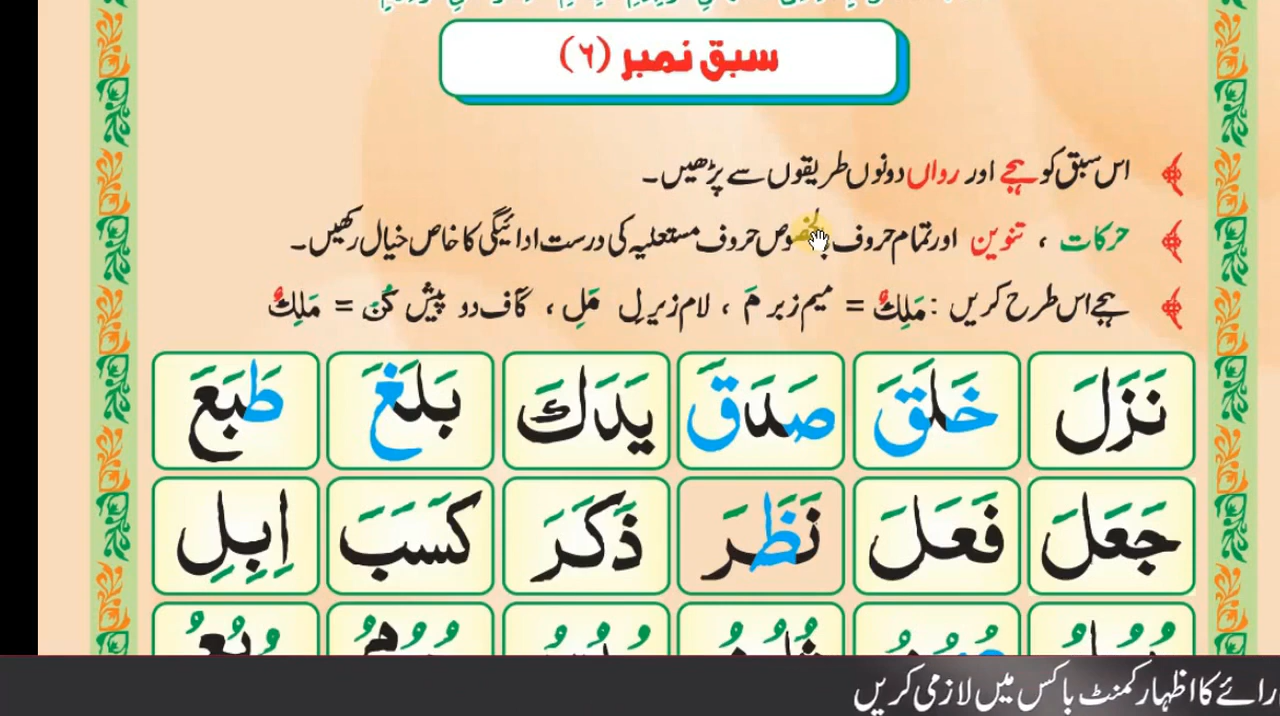 سبق نمبر (٦)
اس سبق کو ہجے اور رواں دونوں طریقوں سے پڑھیں۔
حرکات ، تنوین اور تمام حروف بالخصوص حروف مستعلیہ کی درست ادائیگی کا خاص خیال رکھیں۔
ہجے اس طرح کریں : مَلِكٌ = میم زبر مَ ، لام زیر لِ مَلِ ، کاف دو پیش كٌ = مَلِكٌ
نَزَلَ خَلَقَ صَدَقَ يَدَكَ بَلَغَ طَبَعَ
جَعَلَ فَعَلَ نَظَرَ ذَكَرَ كَسَبَ اِبِلِ
رائے کا اظہار کمنٹ باکس میں لازمی کریں